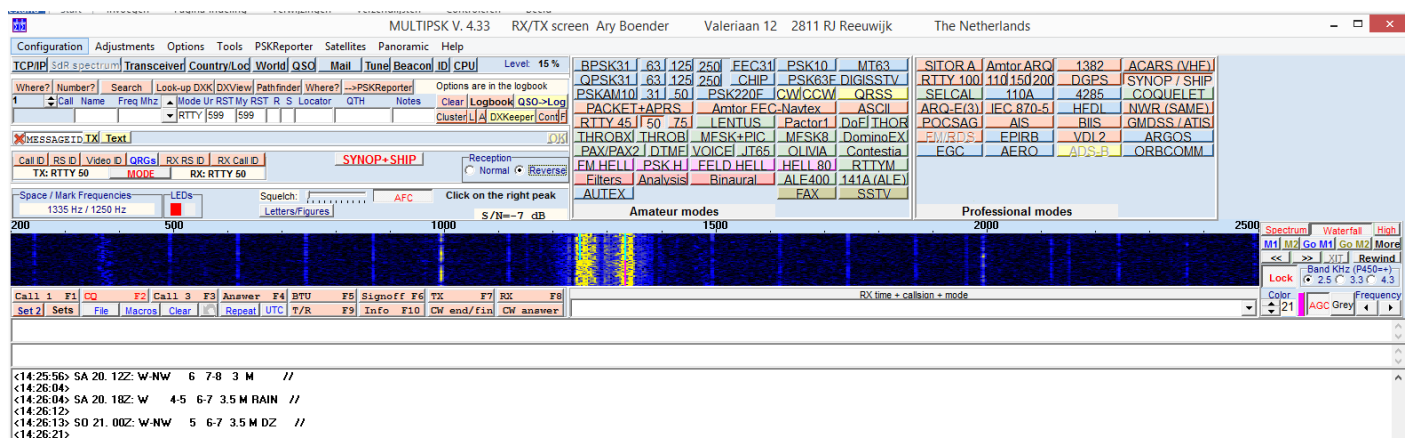 MULTIPSK V. 4.33 RX/TX screen Ary Boender Valeriaan 12 2811 RJ Reeuwijk The Netherlands
Configuration Adjustments Options Tools PSKReporter Satellites Panoramic Help
TCP/IP SdR spectrum Transceiver Country/Loc World QSO Mail Tune Beacon ID CPU Level: 15 %
Where? Number? Search Look-up DXK DXView Pathfinder Where? -->PSKReporter Options are in the logbook
1 Call Name Freq Mhz Mode Ur RST My RST R S Locator QTH Notes Clear Logbook QSO->Log
RTTY 599 599 Cluster L A DXKeeper Cont F
MESSAGEID TX Text OK
Call ID RS ID Video ID QRGs RX RS ID RX Call ID SYNOP+SHIP Reception
TX: RTTY 50 MODE RX: RTTY 50 Normal Reverse
Space / Mark Frequencies LEDs Squelch: AFC Click on the right peak
1335 Hz / 1250 Hz Letters/Figures S/N=-7 dB
BPSK31 63 125 250 FEC31 PSK10 MT63
QPSK31 63 125 250 CHIP PSK63F DIGISSTV
PSKAM10 31 50 PSK220F CW CCW QRSS
PACKET+APRS Amtor FEC-Navtex ASCII
RTTY 45 50 75 LENTUS Pactor1 DoF THOR
THROBX THROB MFSK+PIC MFSK8 DominoEX
PAX/PAX2 DTMF VOICE JT65 OLIVIA Contestia
FM HELL PSK H FELD HELL HELL 80 RTTYM
Filters Analysis Binaural ALE400 141A (ALE)
AUTEX FAX SSTV
Amateur modes
SITOR A Amtor ARQ 1382 ACARS (VHF)
RTTY 100 110 150 200 DGPS SYNOP / SHIP
SELCAL 110A 4285 COQUELET
ARQ-E(3) IEC 870-5 HFDL NWR (SAME)
POCSAG AIS BIIS GMDSS / ATIS
FM/RDS EPIRB VDL2 ARGOS
EGC AERO ADS-B ORBCOMM
Professional modes
200 500 1000 1500 2000 2500
Spectrum Waterfall High
M1 M2 Go M1 Go M2 More
<< >> XIT Rewind
Lock Band KHz (P450=+)
2.5 3.3 4.3
Color Frequency
21 AGC Grey
Call 1 F1 CQ F2 Call 3 F3 Answer F4 BTU F5 Signoff F6 TX F7 RX F8
Set 2 Sets File Macros Clear Repeat UTC T/R F9 Info F10 CW end/fin CW answer
RX time + callsign + mode
<14:25:56> SA 20. 12Z: W-NW 6 7-8 3 M //
<14:26:04>
<14:26:04> SA 20. 18Z: W 4-5 6-7 3.5 M RAIN //
<14:26:12>
<14:26:13> SO 21. 00Z: W-NW 5 6-7 3.5 M DZ //
<14:26:21>